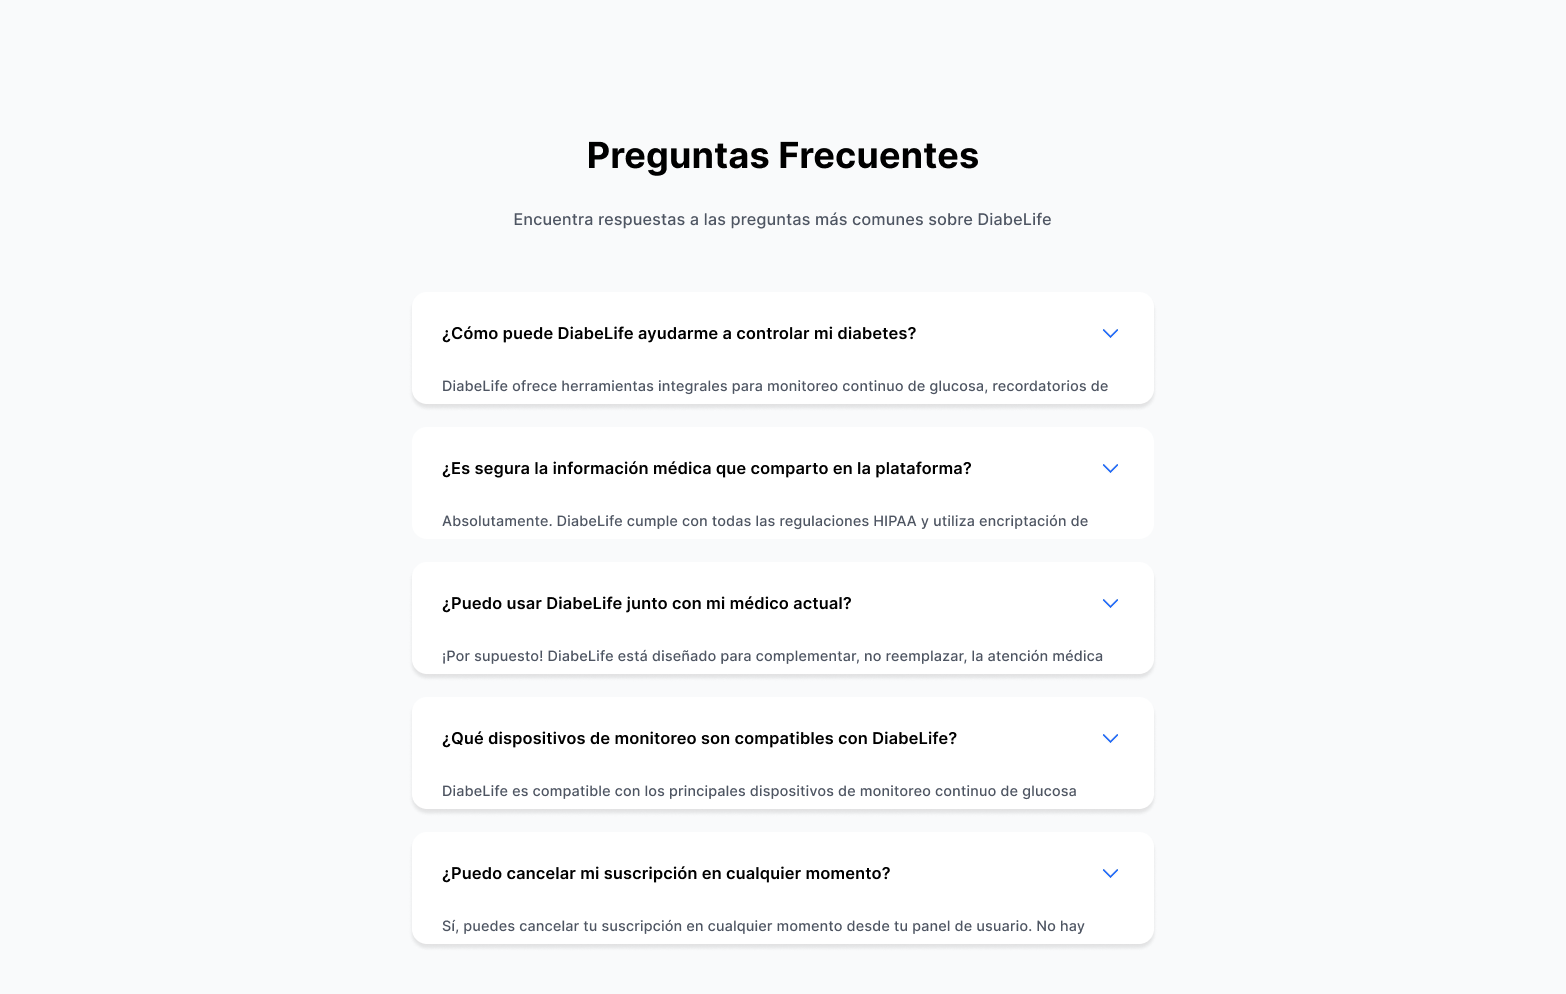 Preguntas Frecuentes
Encuentra respuestas a las preguntas más comunes sobre DiabeLife
¿Cómo puede DiabeLife ayudarme a controlar mi diabetes?
DiabeLife ofrece herramientas integrales para monitoreo continuo de glucosa, recordatorios de
¿Es segura la información médica que comparto en la plataforma?
Absolutamente. DiabeLife cumple con todas las regulaciones HIPAA y utiliza encriptación de
¿Puedo usar DiabeLife junto con mi médico actual?
¡Por supuesto! DiabeLife está diseñado para complementar, no reemplazar, la atención médica
¿Qué dispositivos de monitoreo son compatibles con DiabeLife?
DiabeLife es compatible con los principales dispositivos de monitoreo continuo de glucosa
¿Puedo cancelar mi suscripción en cualquier momento?
Sí, puedes cancelar tu suscripción en cualquier momento desde tu panel de usuario. No hay